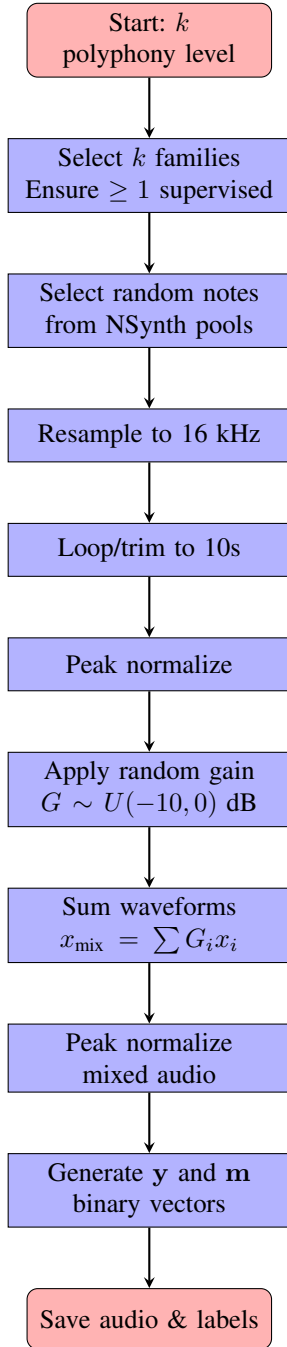 Start: k
polyphony level
Select k families
Ensure ≥ 1 supervised
Select random notes
from NSynth pools
Resample to 16 kHz
Loop/trim to 10s
Peak normalize
Apply random gain
G ∼ U(−10, 0) dB
Sum waveforms
x_mix = ∑ G_i x_i
Peak normalize
mixed audio
Generate y and m
binary vectors
Save audio & labels